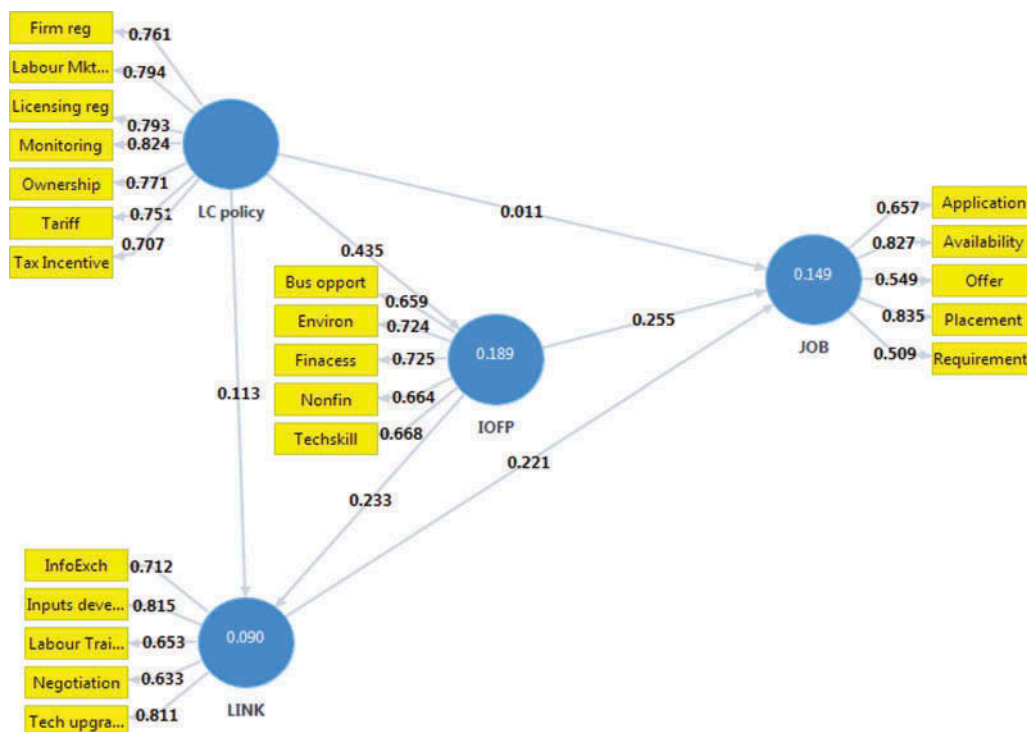 Firm reg
0.761
Labour Mkt...
0.794
Licensing reg
0.793
Monitoring
0.824
Ownership
0.771
Tariff
0.751
Tax Incentive
0.707
LC policy
0.011
0.435
0.113
Bus opport
0.659
Environ
0.724
Finacess
0.725
Nonfin
0.664
Techskill
0.668
0.189
IOFP
0.255
0.233
0.221
0.149
JOB
0.657
Application
0.827
Availability
0.549
Offer
0.835
Placement
0.509
Requirement
InfoExch
0.712
Inputs deve...
0.815
Labour Trai...
0.653
Negotiation
0.633
Tech upgra...
0.811
0.090
LINK